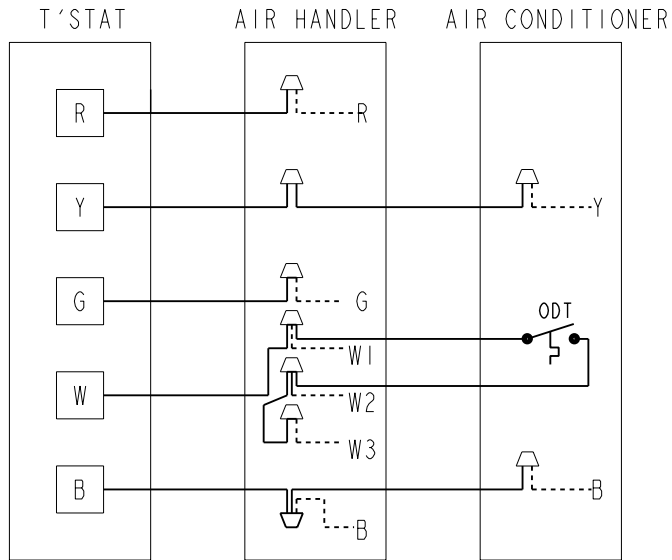 T'STAT AIR HANDLER AIR CONDITIONER
R R
Y Y
G G
ODT
W1
W W2
W3
B B
B